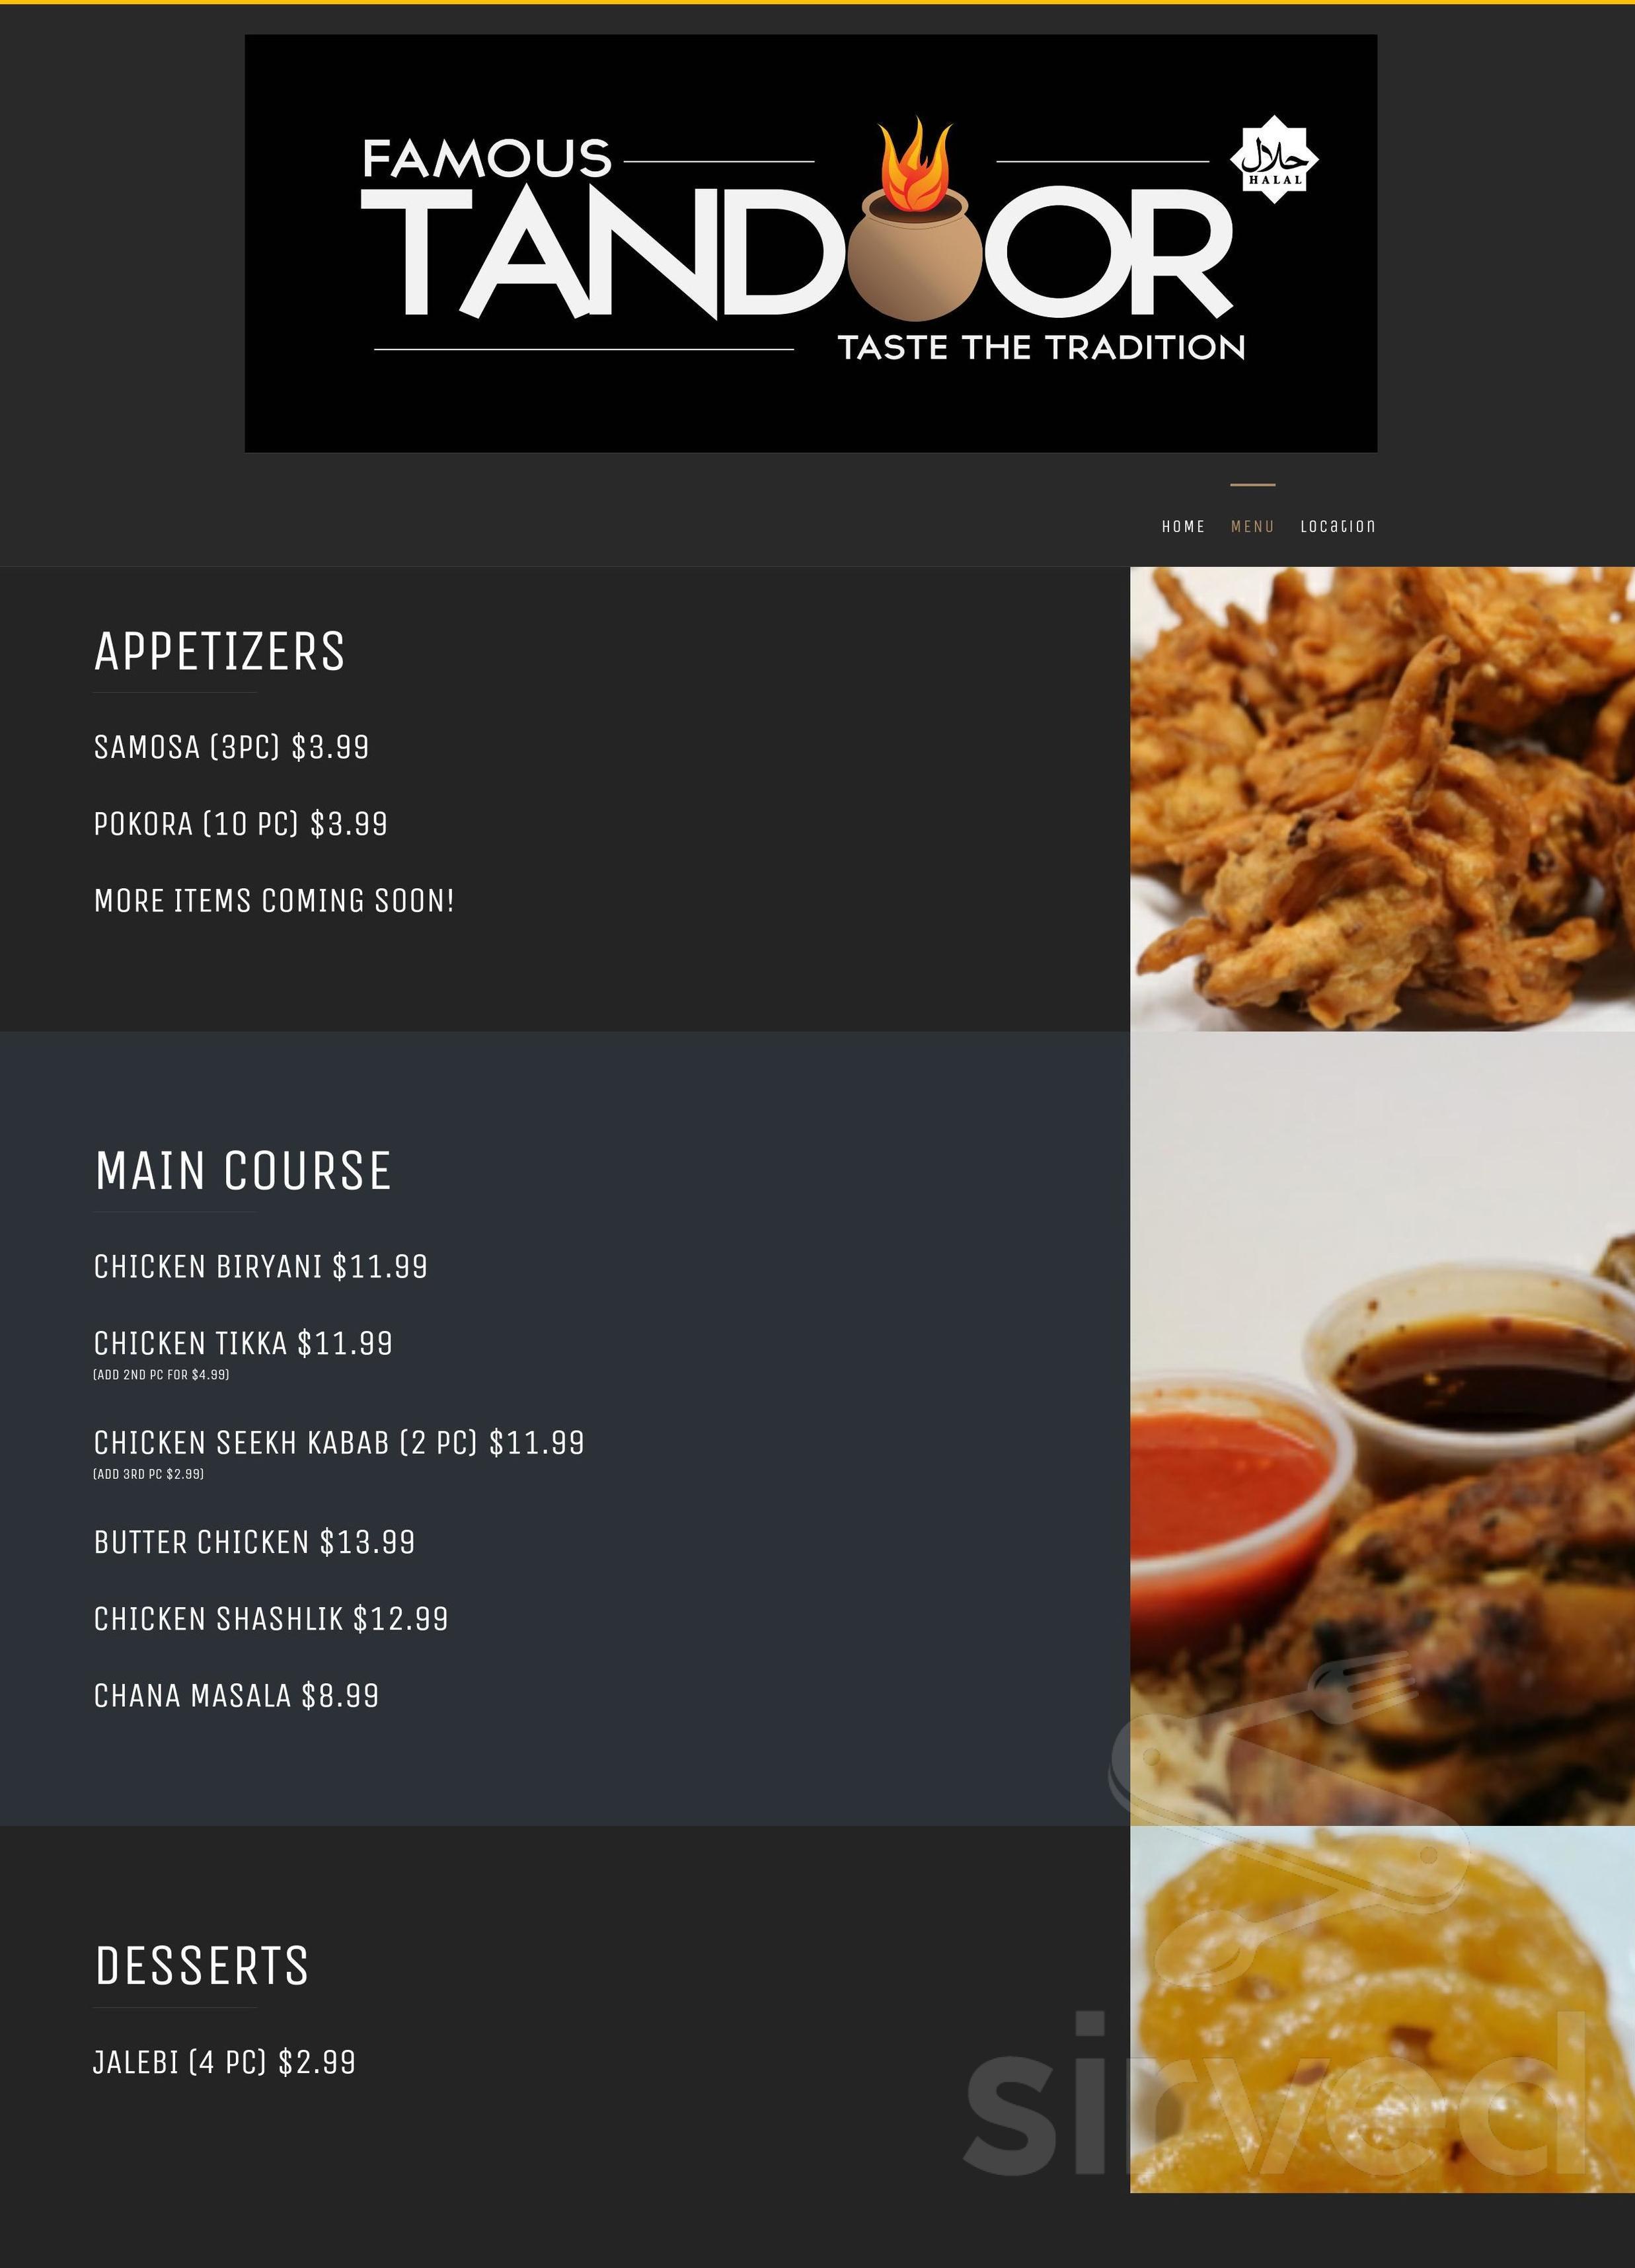 FAMOUS
TANDOOR
حلال
HALAL
TASTE THE TRADITION
HOME MENU Location
APPETIZERS
SAMOSA (3PC) $3.99
POKORA (10 PC) $3.99
MORE ITEMS COMING SOON!
MAIN COURSE
CHICKEN BIRYANI $11.99
CHICKEN TIKKA $11.99
(ADD 2ND PC FOR $4.99)
CHICKEN SEEKH KABAB (2 PC) $11.99
(ADD 3RD PC $2.99)
BUTTER CHICKEN $13.99
CHICKEN SHASHLIK $12.99
CHANA MASALA $8.99
DESSERTS
JALEBI (4 PC) $2.99
sirved